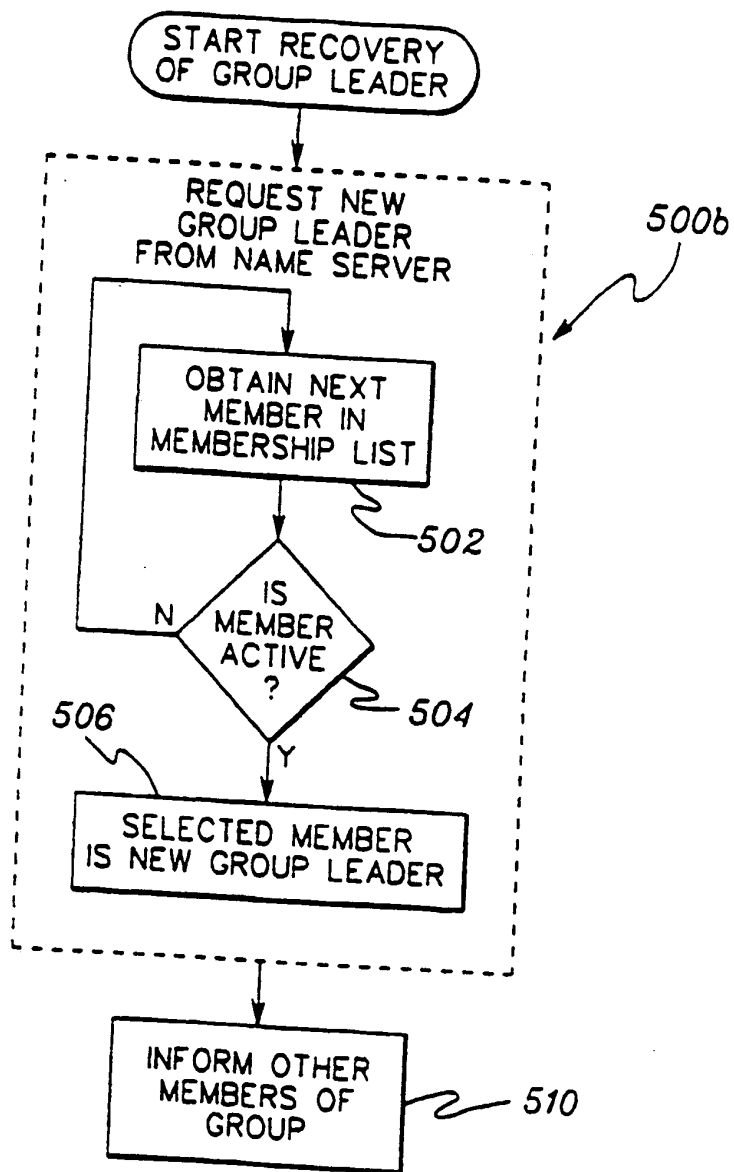 START RECOVERY
OF GROUP LEADER
REQUEST NEW
GROUP LEADER
FROM NAME SERVER
500b
OBTAIN NEXT
MEMBER IN
MEMBERSHIP LIST
502
IS
MEMBER
ACTIVE
?
N
504
Y
506
SELECTED MEMBER
IS NEW GROUP LEADER
INFORM OTHER
MEMBERS OF
GROUP
510